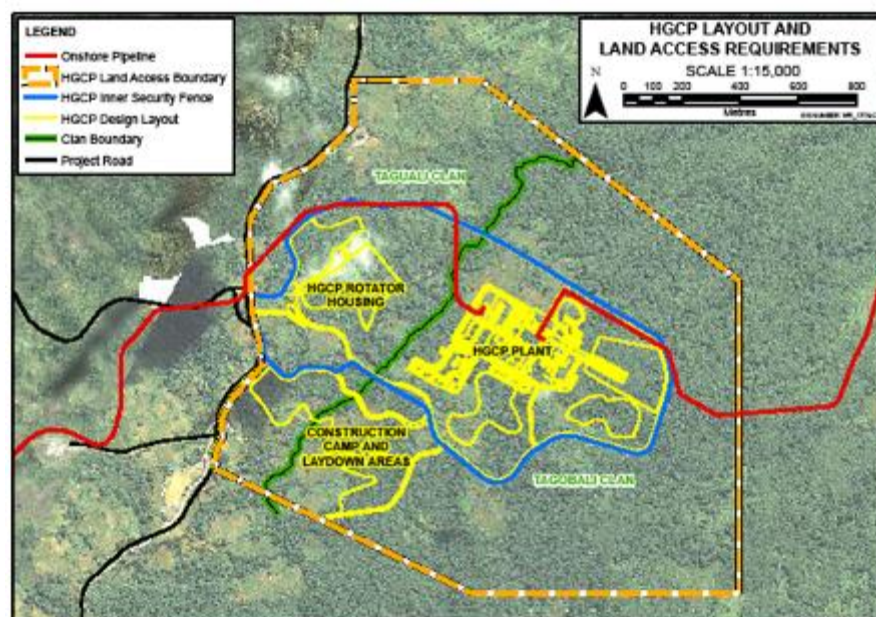 LEGEND
Onshore Pipeline
HGCP Land Access Boundary
HGCP Inner Security Fence
HGCP Design Layout
Clan Boundary
Project Road
HGCP LAYOUT AND
LAND ACCESS REQUIREMENTS
SCALE 1:15,000
N
0 100 200 400 600 800
Metres
TAGUALI CLAN
HGCP ROTATOR
HOUSING
HGCP PLANT
CONSTRUCTION
CAMP AND
LAYDOWN AREAS
TAGOBALI CLAN